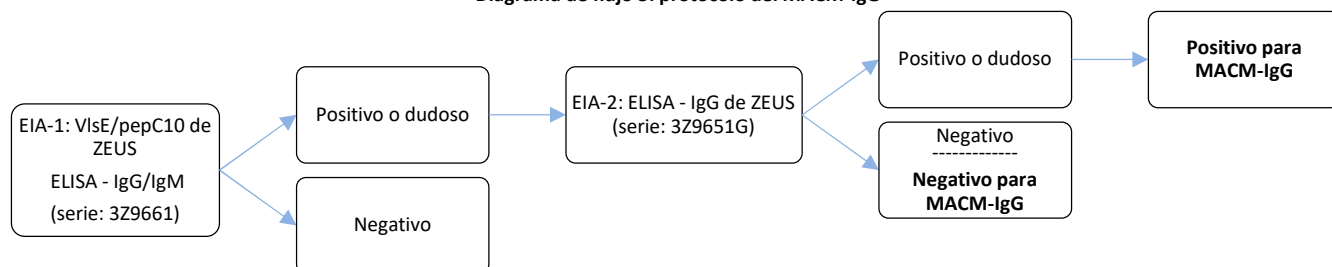 EIA-1: VlsE/pepC10 de
ZEUS
ELISA - IgG/IgM
(serie: 3Z9661)
Positivo o dudoso
Negativo
EIA-2: ELISA - IgG de ZEUS
(serie: 3Z9651G)
Positivo o dudoso
Negativo
-------------
Negativo para
MACM-IgG
Positivo para
MACM-IgG